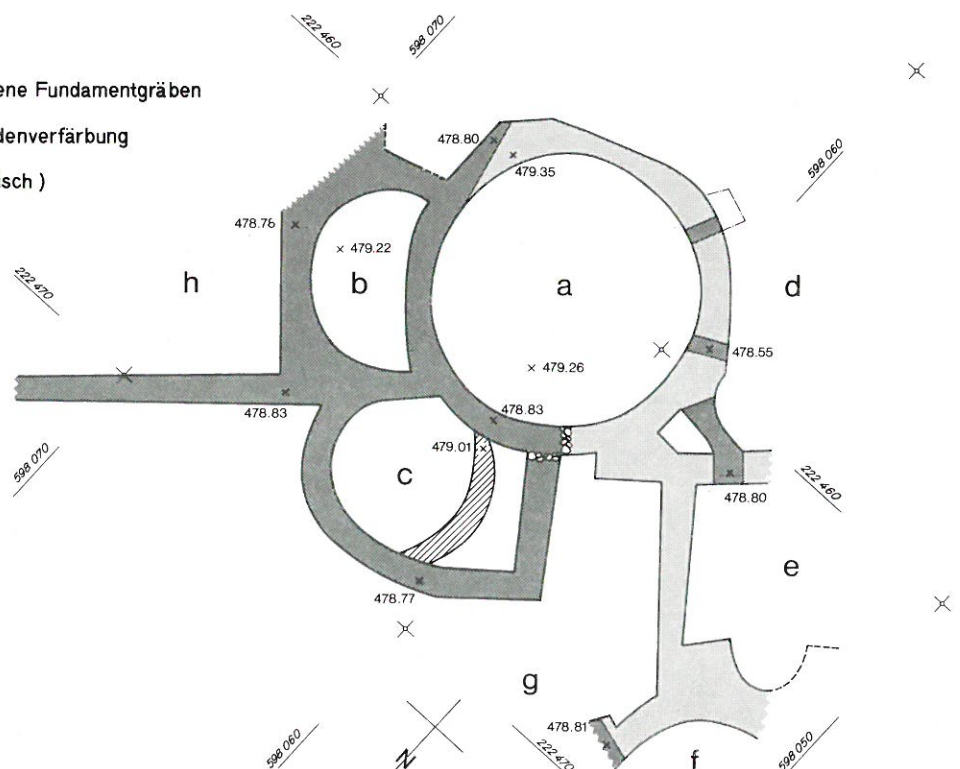 222 460
598 070
ene Fundamentgräben
denverfärbung
isch )
478.80
479.35
598 060
478.76
479.22
h
b
a
d
222 470
479.26
478.55
478.83
478.83
479.01
c
598 070
222 460
478.80
e
478.77
g
478.81
598 060
N
222 470
f
598 050